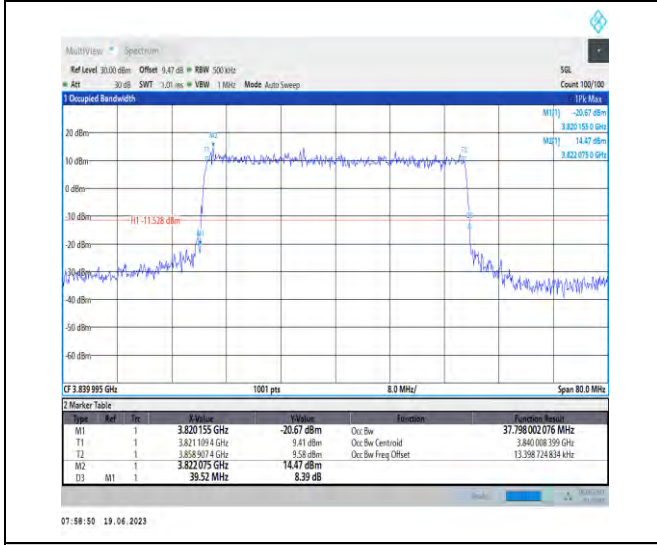 MultiView Spectrum
Ref Level 30.00 dBm Offset 9.47 dB RBW 500 kHz SGL
Att 30 dB SWT 1.01 ms VBW 1 MHz Mode Auto Sweep Count 100/100
1 Occupied Bandwidth 1Pk Max
M1[1] -20.67 dBm
3.820 155 0 GHz
M2[1] 14.47 dBm
3.822 075 0 GHz
20 dBm
M2
10 dBm
0 dBm
-10 dBm
H1 -11.528 dBm
-20 dBm
-30 dBm
-40 dBm
-50 dBm
-60 dBm
CF 3.839 995 GHz 1001 pts 8.0 MHz/ Span 80.0 MHz
2 Marker Table
Type Ref Trc X-Value Y-Value Function Function Result
M1 1 3.820 155 GHz -20.67 dBm Occ Bw 37.798 002 076 MHz
T1 1 3.821 109 4 GHz 9.41 dBm Occ Bw Centroid 3.840 008 399 GHz
T2 1 3.858 907 4 GHz 9.58 dBm Occ Bw Freq Offset 13.398 724 834 kHz
M2 1 3.822 075 GHz 14.47 dBm
D3 M1 1 39.52 MHz 8.39 dB
07:58:50 19.06.2023